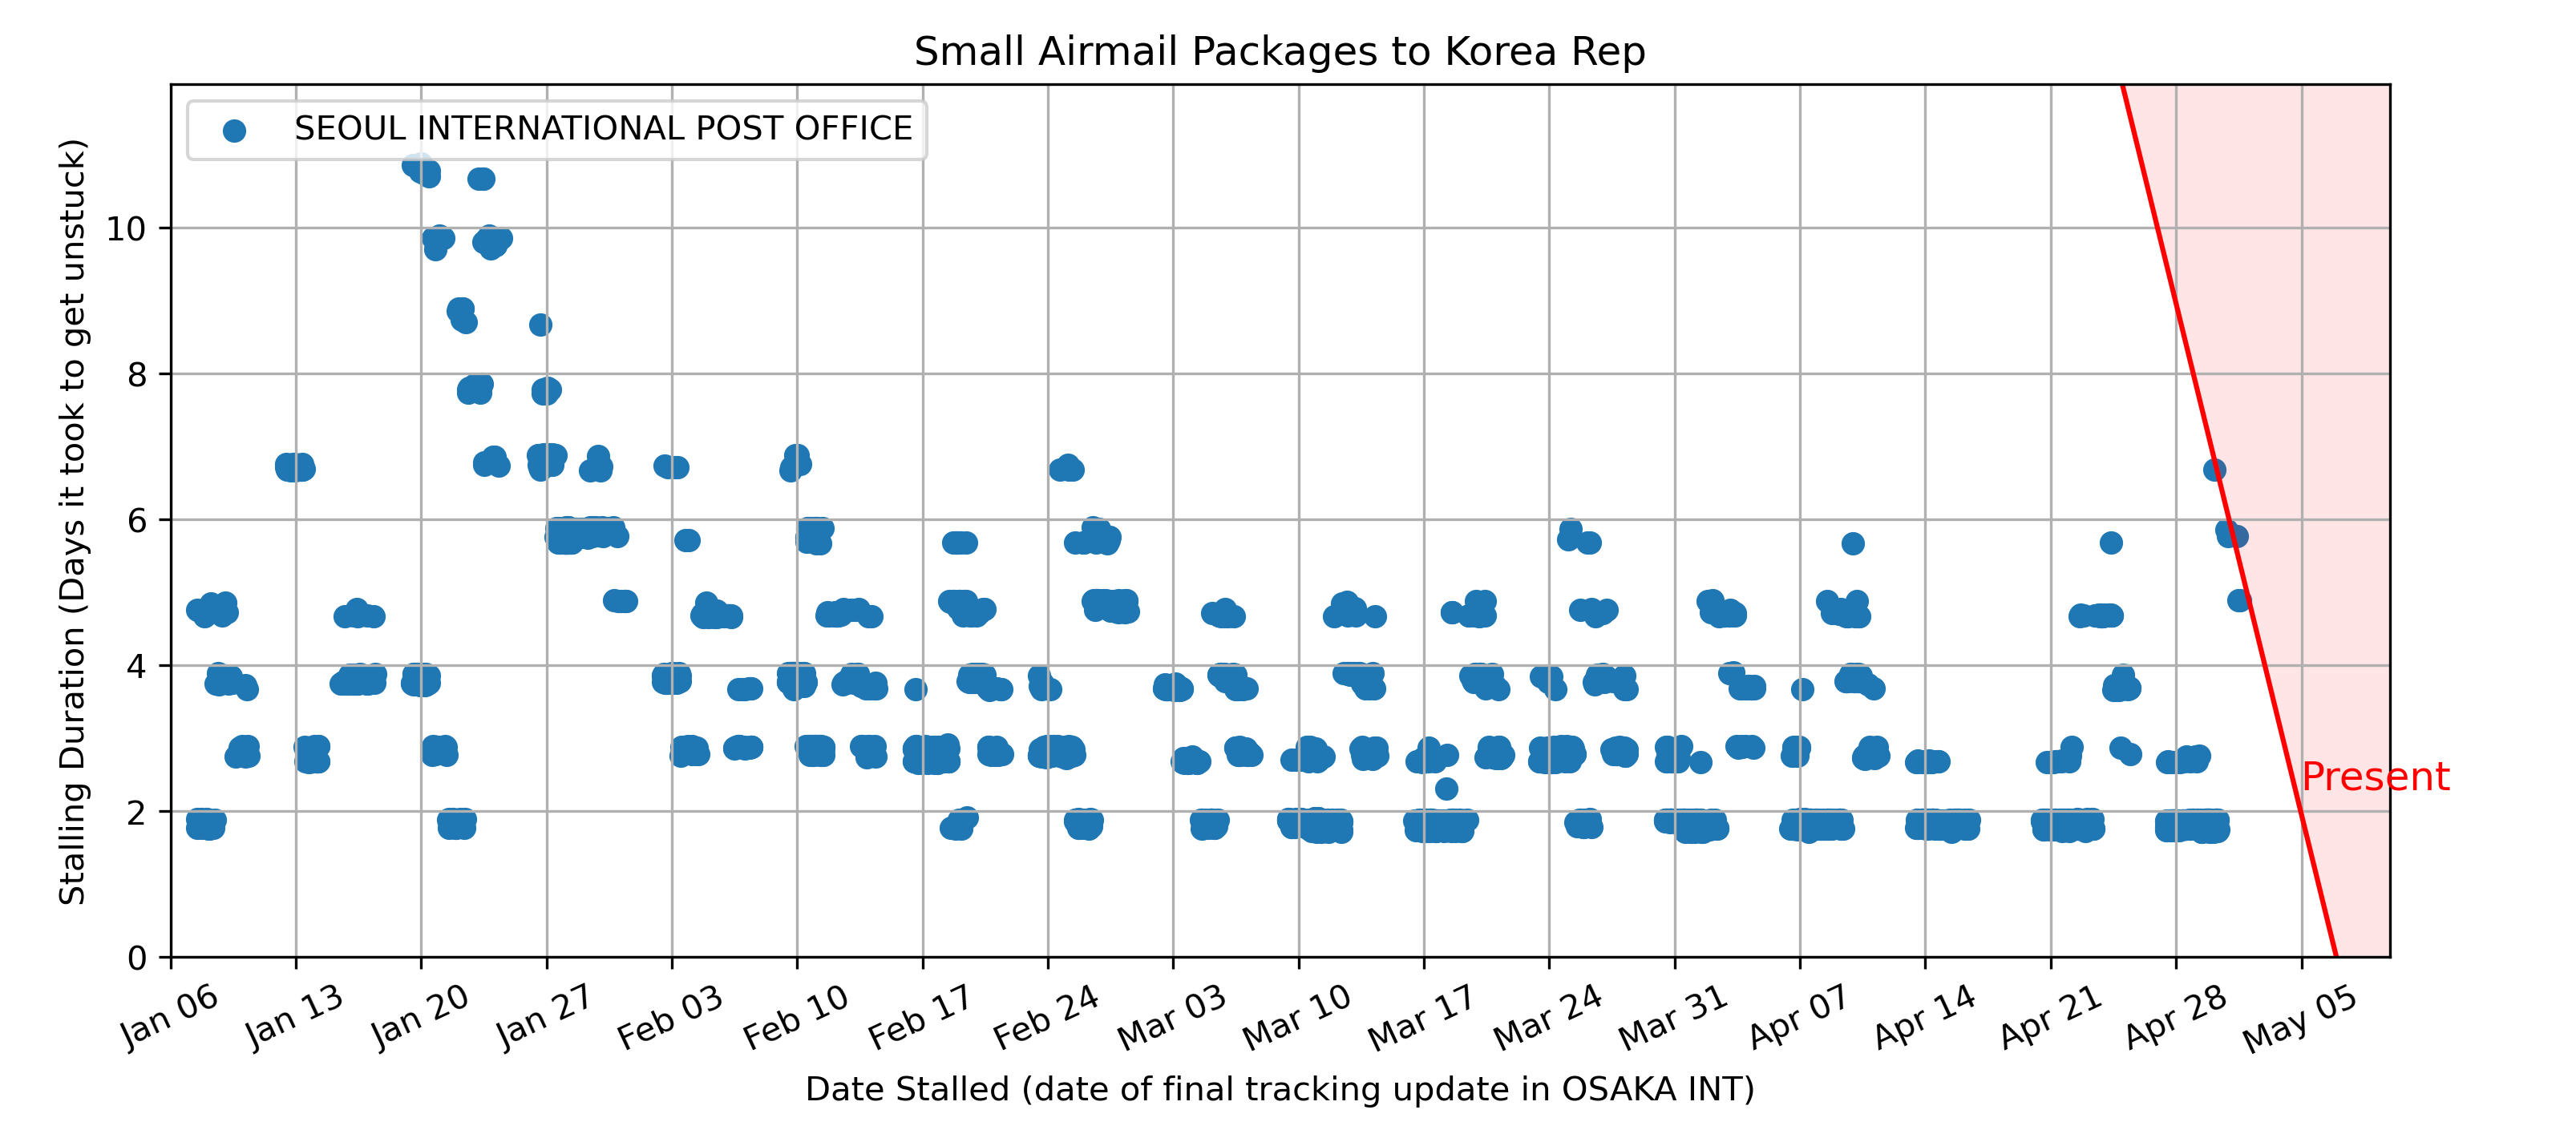 Small Airmail Packages to Korea Rep
SEOUL INTERNATIONAL POST OFFICE
Stalling Duration (Days it took to get unstuck)
10
8
6
4
2
0
Present
Jan 06 Jan 13 Jan 20 Jan 27 Feb 03 Feb 10 Feb 17 Feb 24 Mar 03 Mar 10 Mar 17 Mar 24 Mar 31 Apr 07 Apr 14 Apr 21 Apr 28 May 05
Date Stalled (date of final tracking update in OSAKA INT)